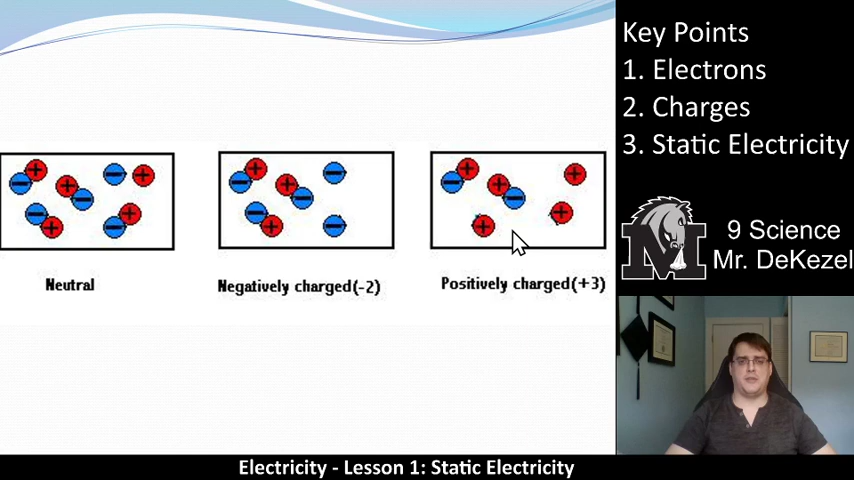 Key Points
1. Electrons
2. Charges
3. Static Electricity
Neutral
Negatively charged(-2)
Positively charged(+3)
M
9 Science
Mr. DeKezel
Electricity - Lesson 1: Static Electricity